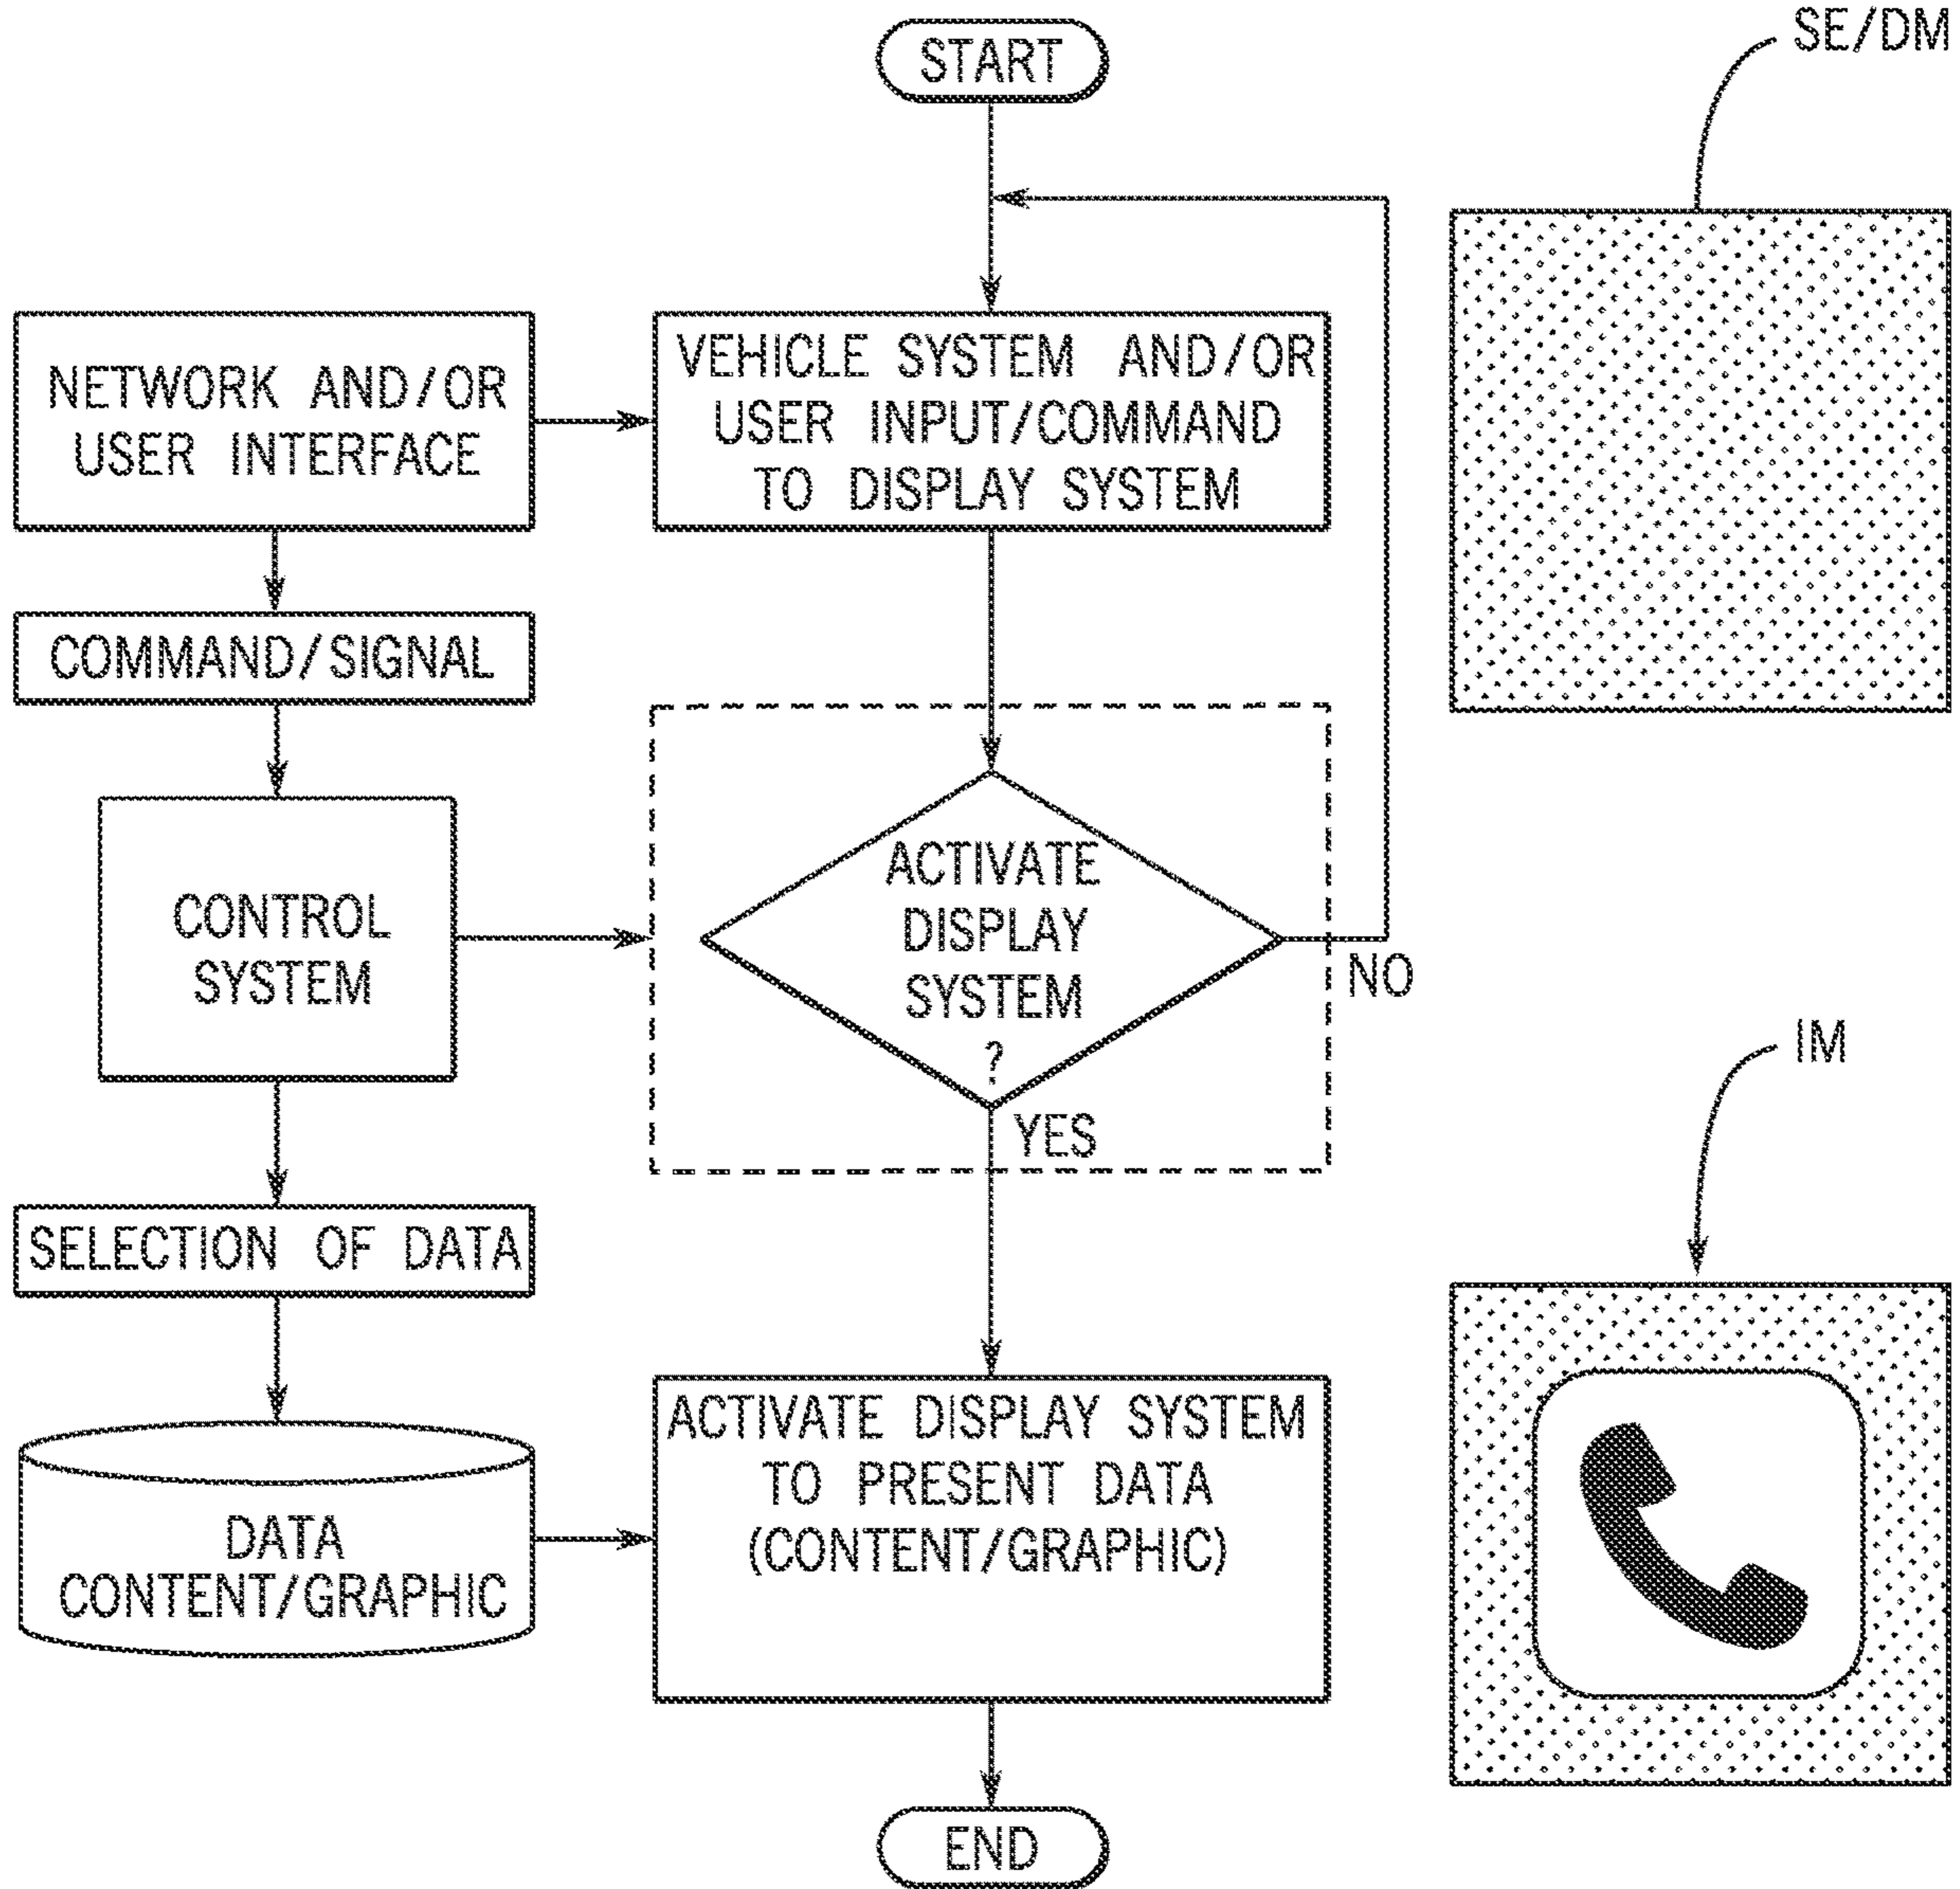 START
SE/DM
NETWORK AND/OR
USER INTERFACE
VEHICLE SYSTEM AND/OR
USER INPUT/COMMAND
TO DISPLAY SYSTEM
COMMAND/SIGNAL
CONTROL
SYSTEM
ACTIVATE
DISPLAY
SYSTEM
?
NO
YES
IM
SELECTION OF DATA
DATA
CONTENT/GRAPHIC
ACTIVATE DISPLAY SYSTEM
TO PRESENT DATA
(CONTENT/GRAPHIC)
END